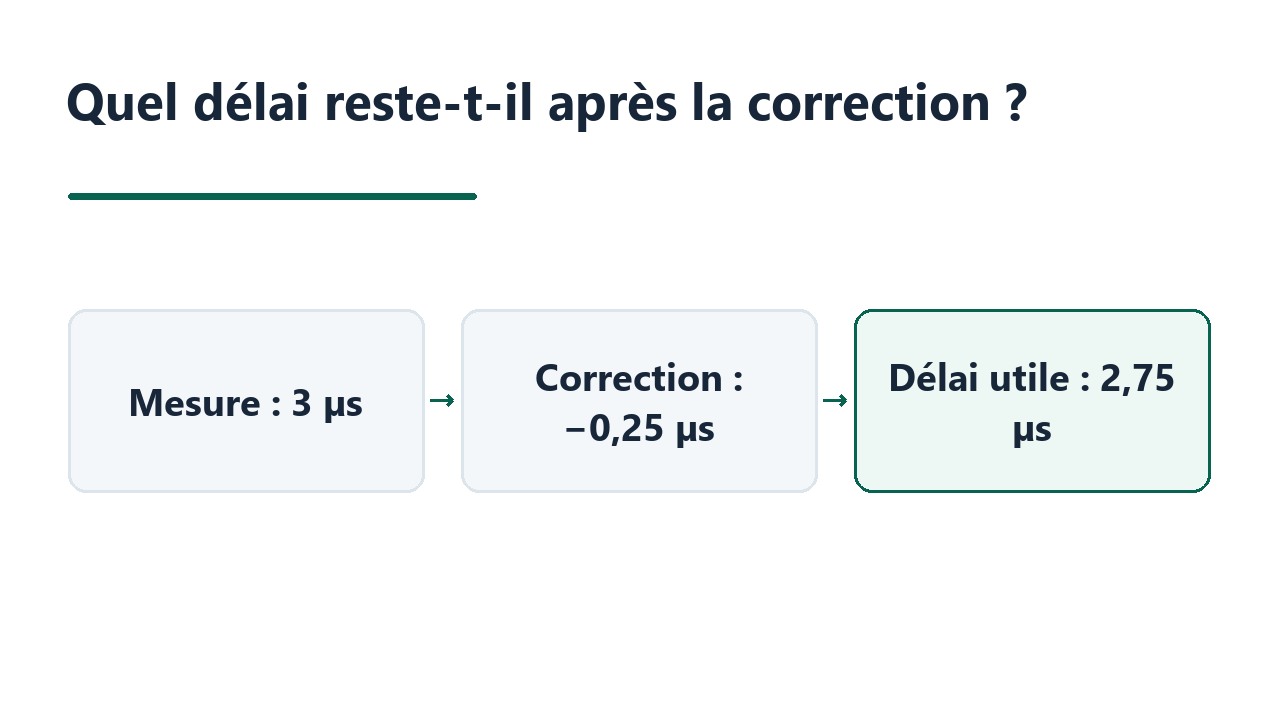 Quel délai reste-t-il après la correction ?
Mesure : 3 µs
→
Correction :
−0,25 µs
→
Délai utile : 2,75
µs